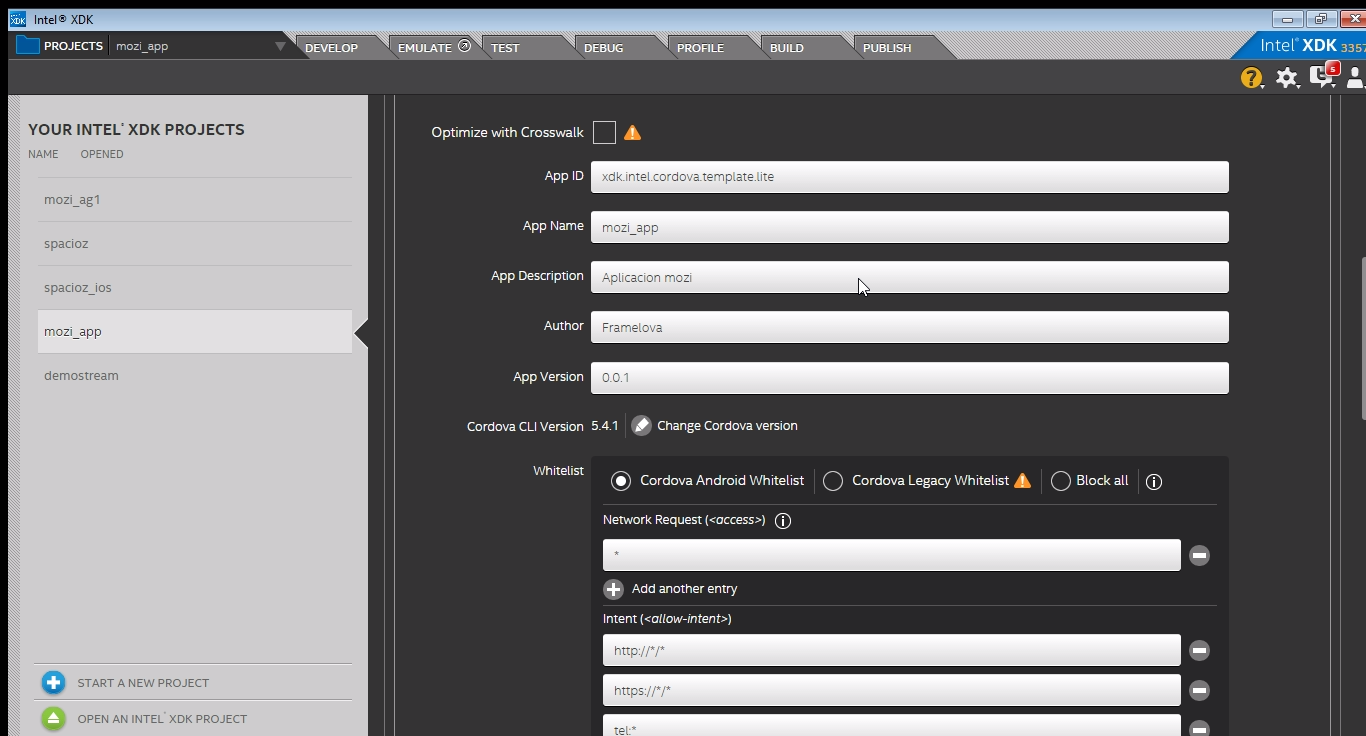 XDK Intel® XDK
PROJECTS mozi_app DEVELOP EMULATE TEST DEBUG PROFILE BUILD PUBLISH Intel® XDK 3357
? 5
YOUR INTEL® XDK PROJECTS
NAME OPENED
mozi_ag1
spacioz
spacioz_ios
mozi_app
demostream
START A NEW PROJECT
OPEN AN INTEL® XDK PROJECT
Optimize with Crosswalk
App ID xdk.intel.cordova.template.lite
App Name mozi_app
App Description Aplicacion mozi
Author Framelova
App Version 0.0.1
Cordova CLI Version 5.4.1 Change Cordova version
Whitelist Cordova Android Whitelist Cordova Legacy Whitelist Block all
Network Request (<access>)
*
Add another entry
Intent (<allow-intent>)
http://*/*
https://*/*
tel:*